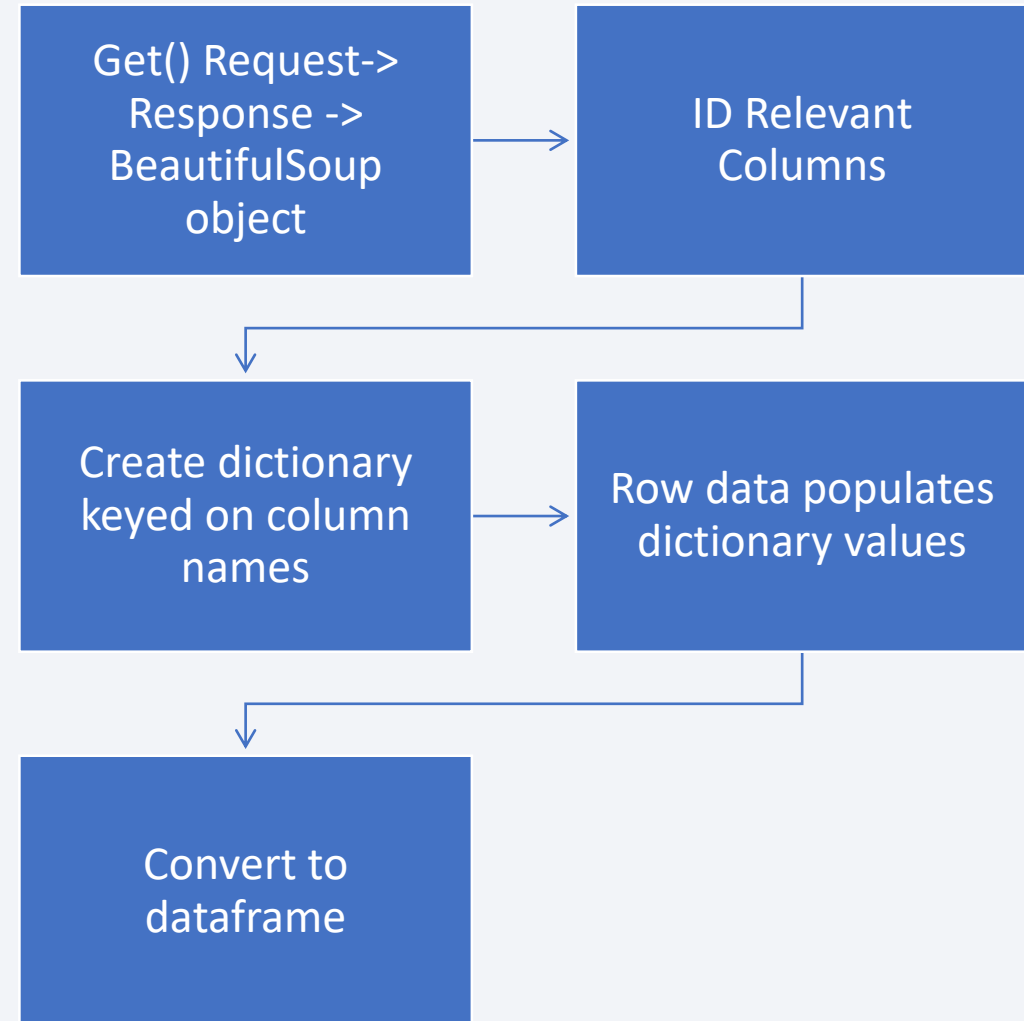 Get() Request->
Response ->
BeautifulSoup
object
ID Relevant
Columns
Create dictionary
keyed on column
names
Row data populates
dictionary values
Convert to
dataframe